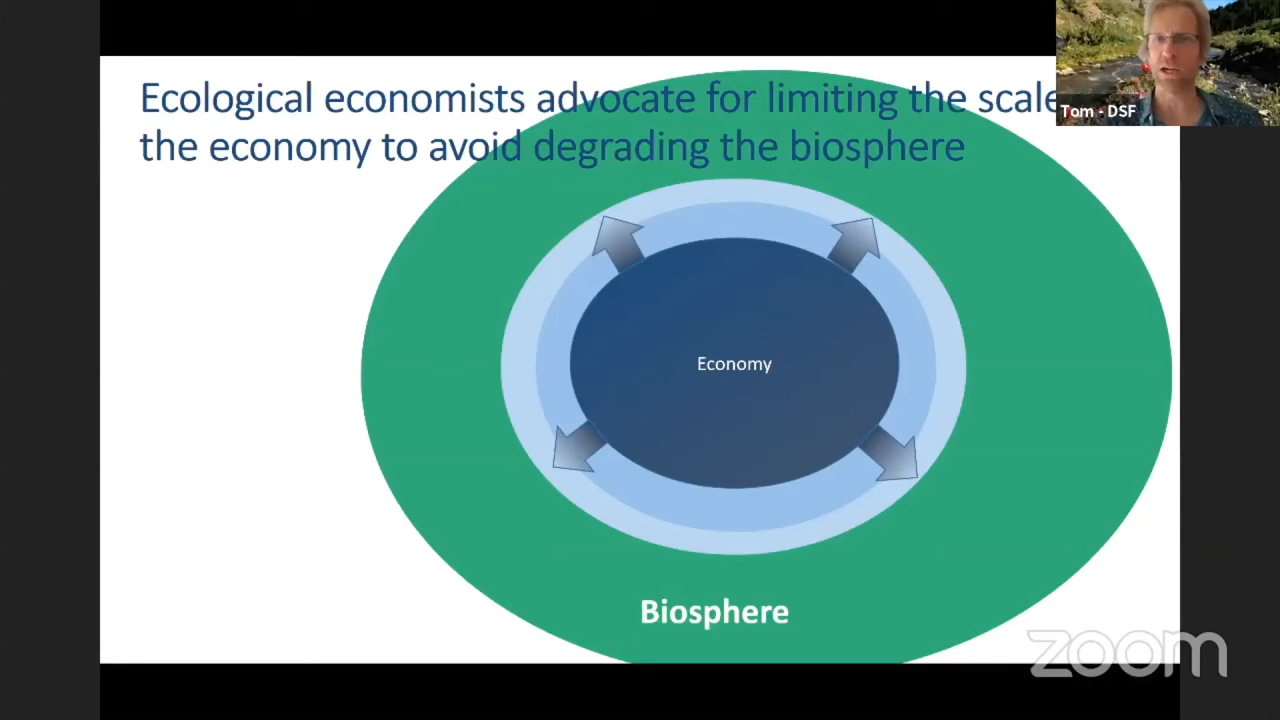 Ecological economists advocate for limiting the scale
the economy to avoid degrading the biosphere
Tom - DSF
Economy
Biosphere
zoom